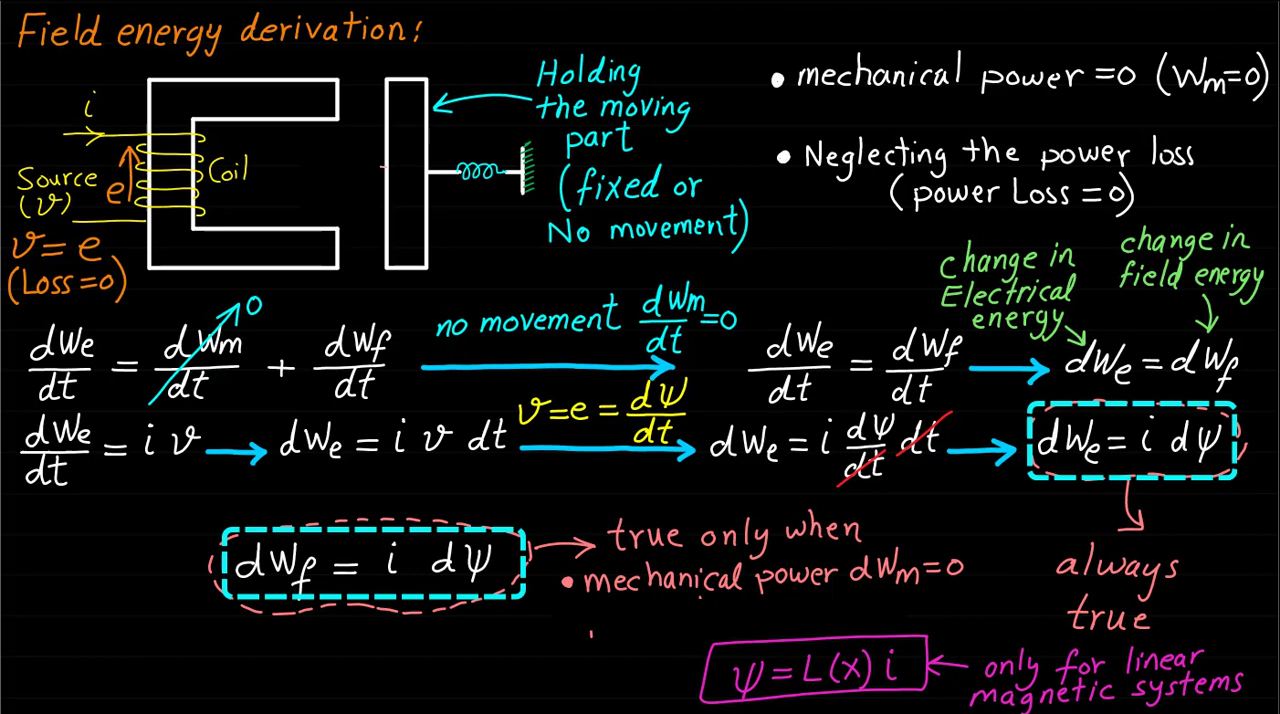 Field energy derivation:
i
Source
(v)
e
Coil
v = e
(Loss=0)
Holding
the moving
part
(fixed or
No movement)
• mechanical power =0 (Wm=0)
• Neglecting the power loss
(power Loss =0)
change in
Electrical
energy
change in
field energy
dWe/dt = dWm/dt 0 + dWf/dt
no movement dWm/dt =0
dWe/dt = dWf/dt
dWe = dWf
dWe/dt = i v
dWe = i v dt
v=e = dψ/dt
dWe = i dψ/dt dt
dWe = i dψ
dWf = i dψ
true only when
• mechanical power dWm=0
always
true
ψ = L(x) i
only for linear
magnetic systems